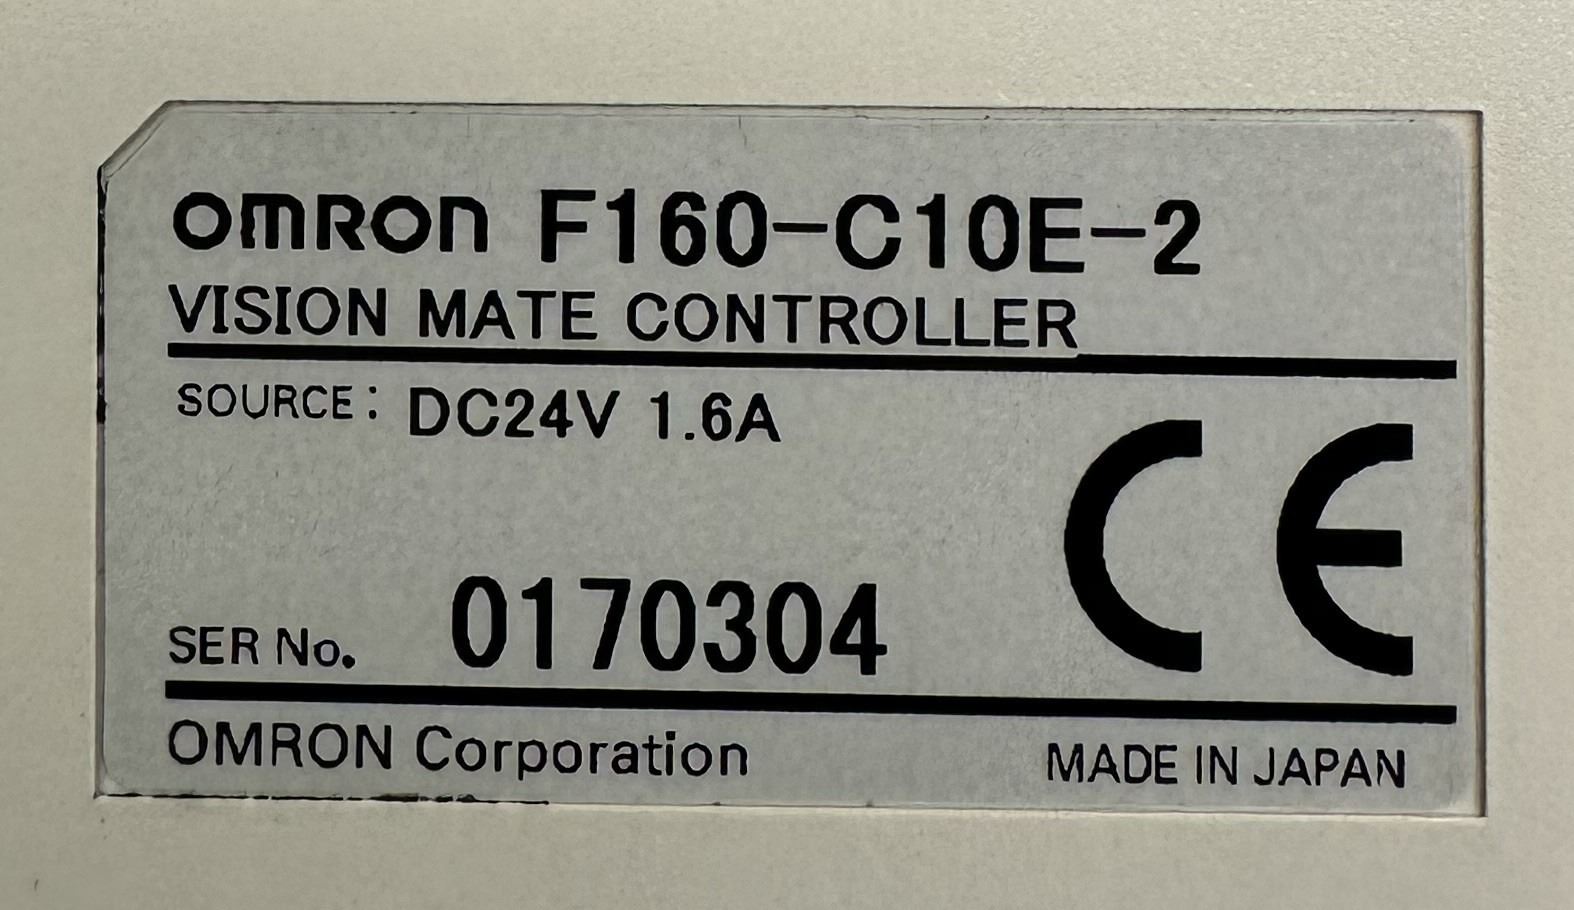 omron F160-C10E-2
VISION MATE CONTROLLER
SOURCE: DC24V 1.6A
CE
SER No. 0170304
OMRON Corporation MADE IN JAPAN